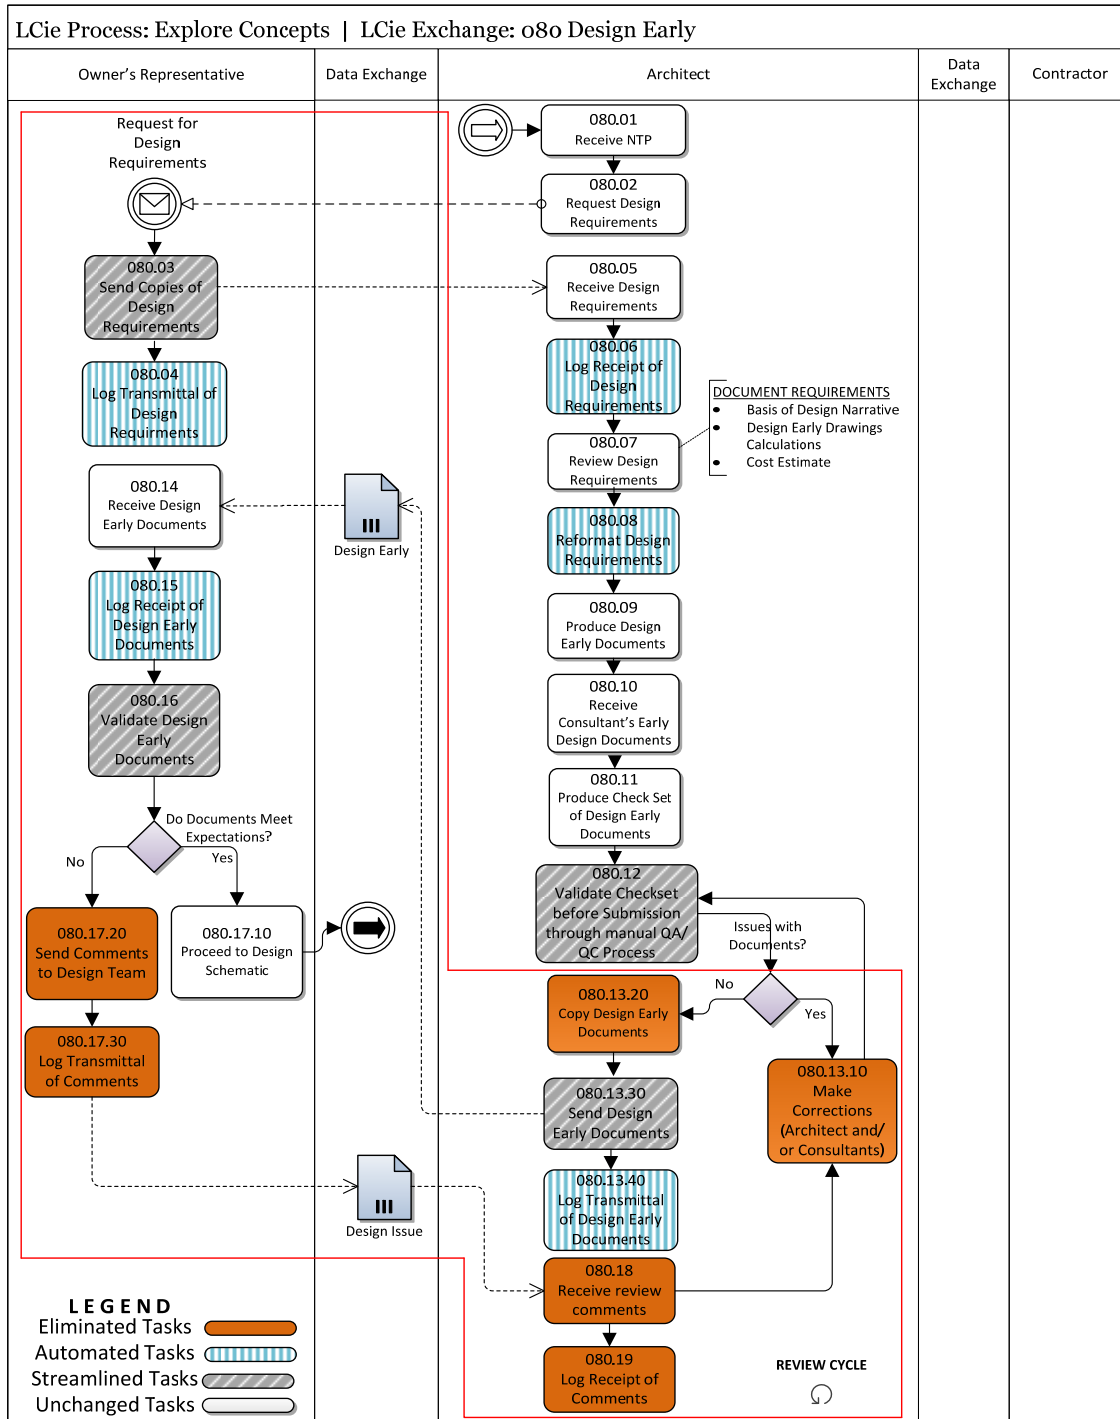 LCie Process: Explore Concepts | LCie Exchange: 080 Design Early
Owner's Representative
Data Exchange
Architect
Data
Exchange
Contractor
Request for
Design
Requirements
080.01
Receive NTP
080.02
Request Design
Requirements
080.03
Send Copies of
Design
Requirements
080.04
Log Transmittal of
Design
Requirments
080.05
Receive Design
Requirements
080.06
Log Receipt of
Design
Requirements
080.07
Review Design
Requirements
DOCUMENT REQUIREMENTS
● Basis of Design Narrative
● Design Early Drawings
Calculations
● Cost Estimate
080.08
Reformat Design
Requirements
080.09
Produce Design
Early Documents
080.10
Receive
Consultant's Early
Design Documents
080.11
Produce Check Set
of Design Early
Documents
080.12
Validate Checkset
before Submission
through manual QA/
QC Process
Issues with
Documents?
No
Yes
080.13.20
Copy Design Early
Documents
080.13.10
Make
Corrections
(Architect and/
or Consultants)
080.13.30
Send Design
Early Documents
080.13.40
Log Transmittal
of Design Early
Documents
Design Early
080.14
Receive Design
Early Documents
080.15
Log Receipt of
Design Early
Documents
080.16
Validate Design
Early
Documents
Do Documents Meet
Expectations?
No
Yes
080.17.20
Send Comments
to Design Team
080.17.10
Proceed to Design
Schematic
080.17.30
Log Transmittal
of Comments
Design Issue
080.18
Receive review
comments
080.19
Log Receipt of
Comments
REVIEW CYCLE
LEGEND
Eliminated Tasks
Automated Tasks
Streamlined Tasks
Unchanged Tasks